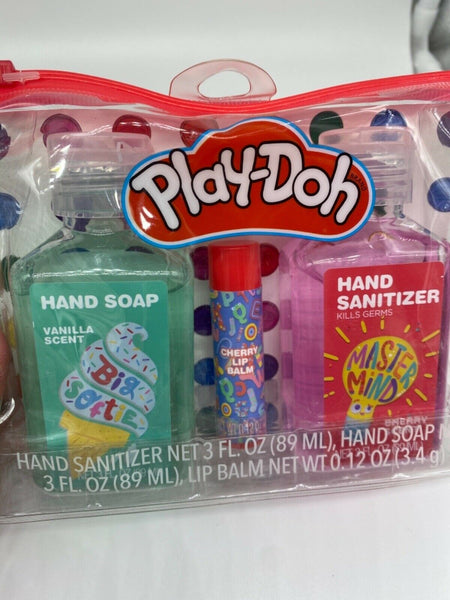 Play-Doh
HAND SOAP
VANILLA
SCENT
Big
Softie
CHERRY
LIP
BALM
HAND
SANITIZER
KILLS GERMS
MASTER
MIND
HAND SANITIZER NET 3 FL. OZ (89 ML), HAND SOAP N
3 FL. OZ (89 ML), LIP BALM NET WT 0.12 OZ (3.4 g)